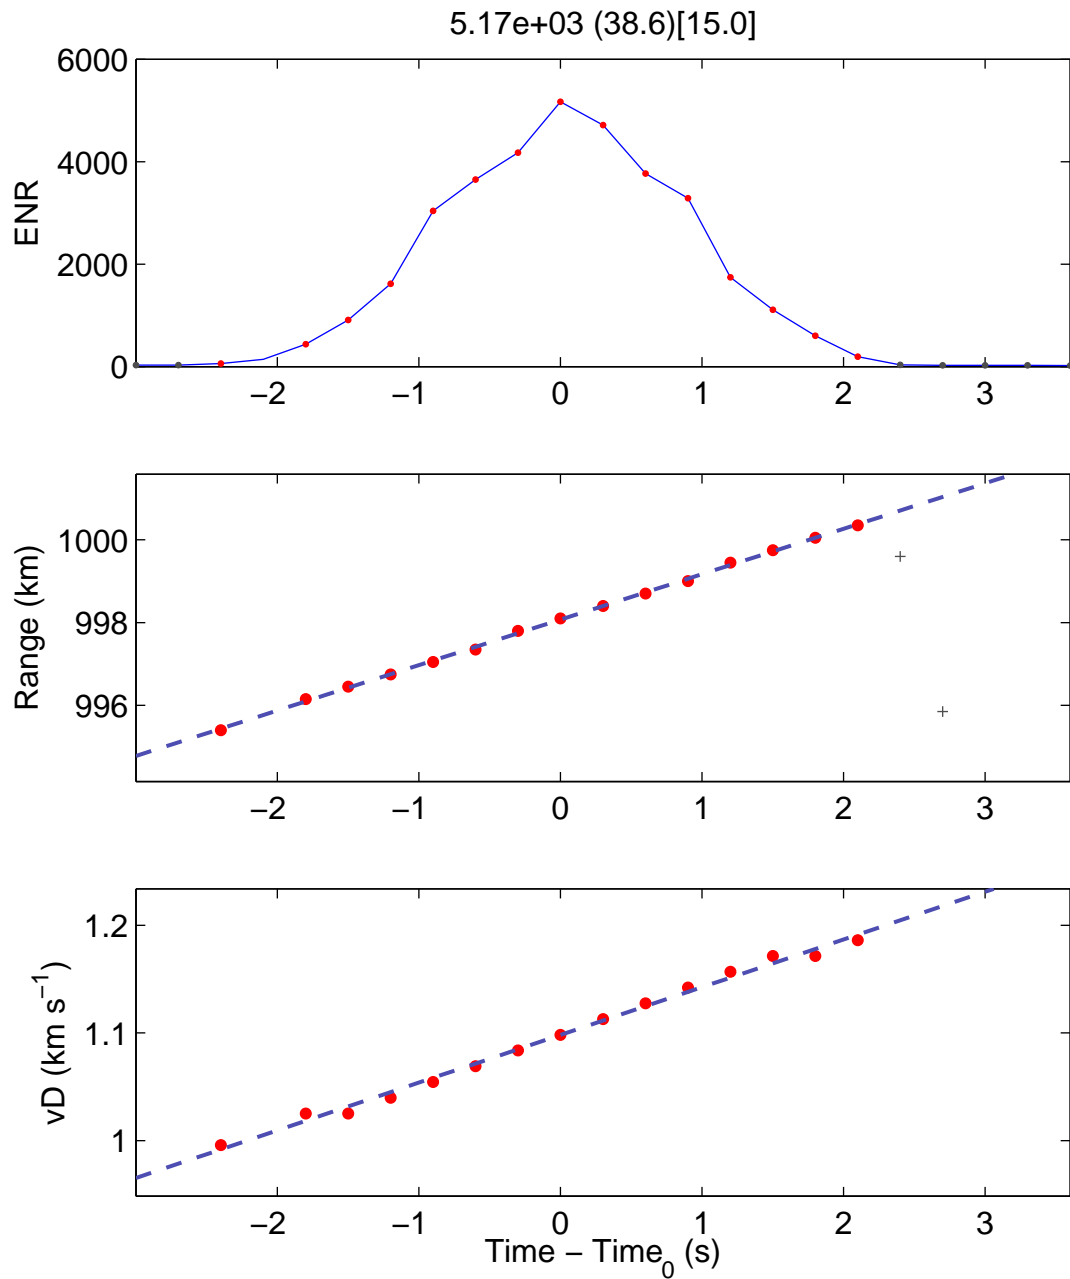 5.17e+03 (38.6)[15.0]
6000
4000
2000
0
ENR
−2 −1 0 1 2 3
1000
998
996
Range (km)
−2 −1 0 1 2 3
1.2
1.1
1
vD (km s−1)
−2 −1 0 1 2 3
Time − Time0 (s)